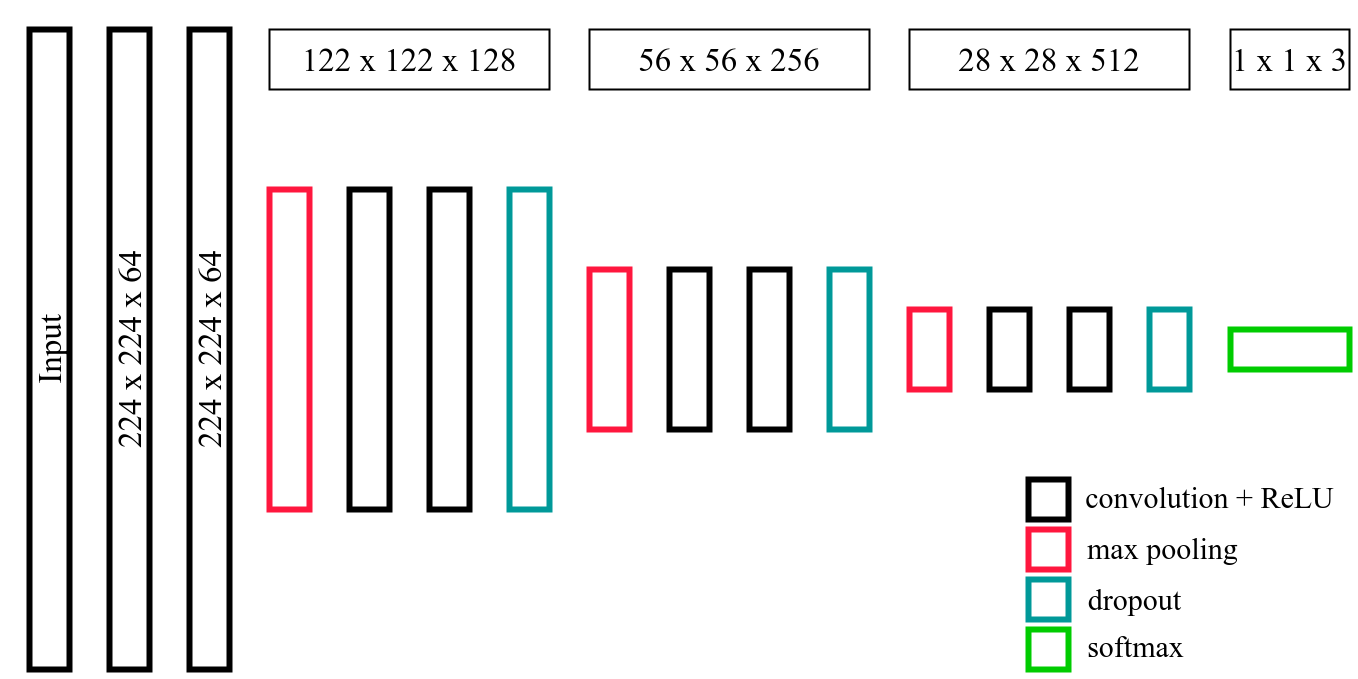 Input
224 x 224 x 64
224 x 224 x 64
122 x 122 x 128
56 x 56 x 256
28 x 28 x 512
1 x 1 x 3
convolution + ReLU
max pooling
dropout
softmax